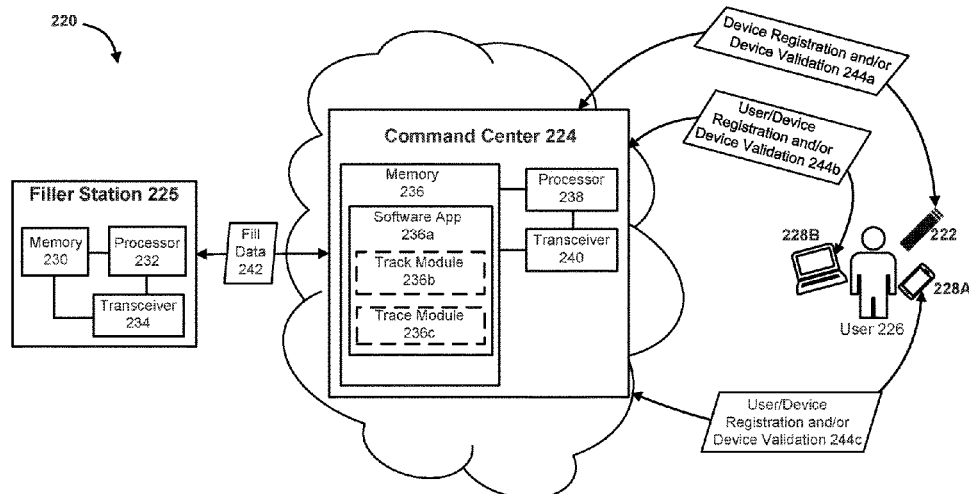 220
Filler Station 225
Memory
230
Processor
232
Transceiver
234
Fill
Data
242
Command Center 224
Memory
236
Software App
236a
Track Module
236b
Trace Module
236c
Processor
238
Transceiver
240
Device Registration and/or
Device Validation 244a
User/Device
Registration and/or
Device Validation 244b
228B
222
228A
User 226
User/Device
Registration and/or
Device Validation 244c